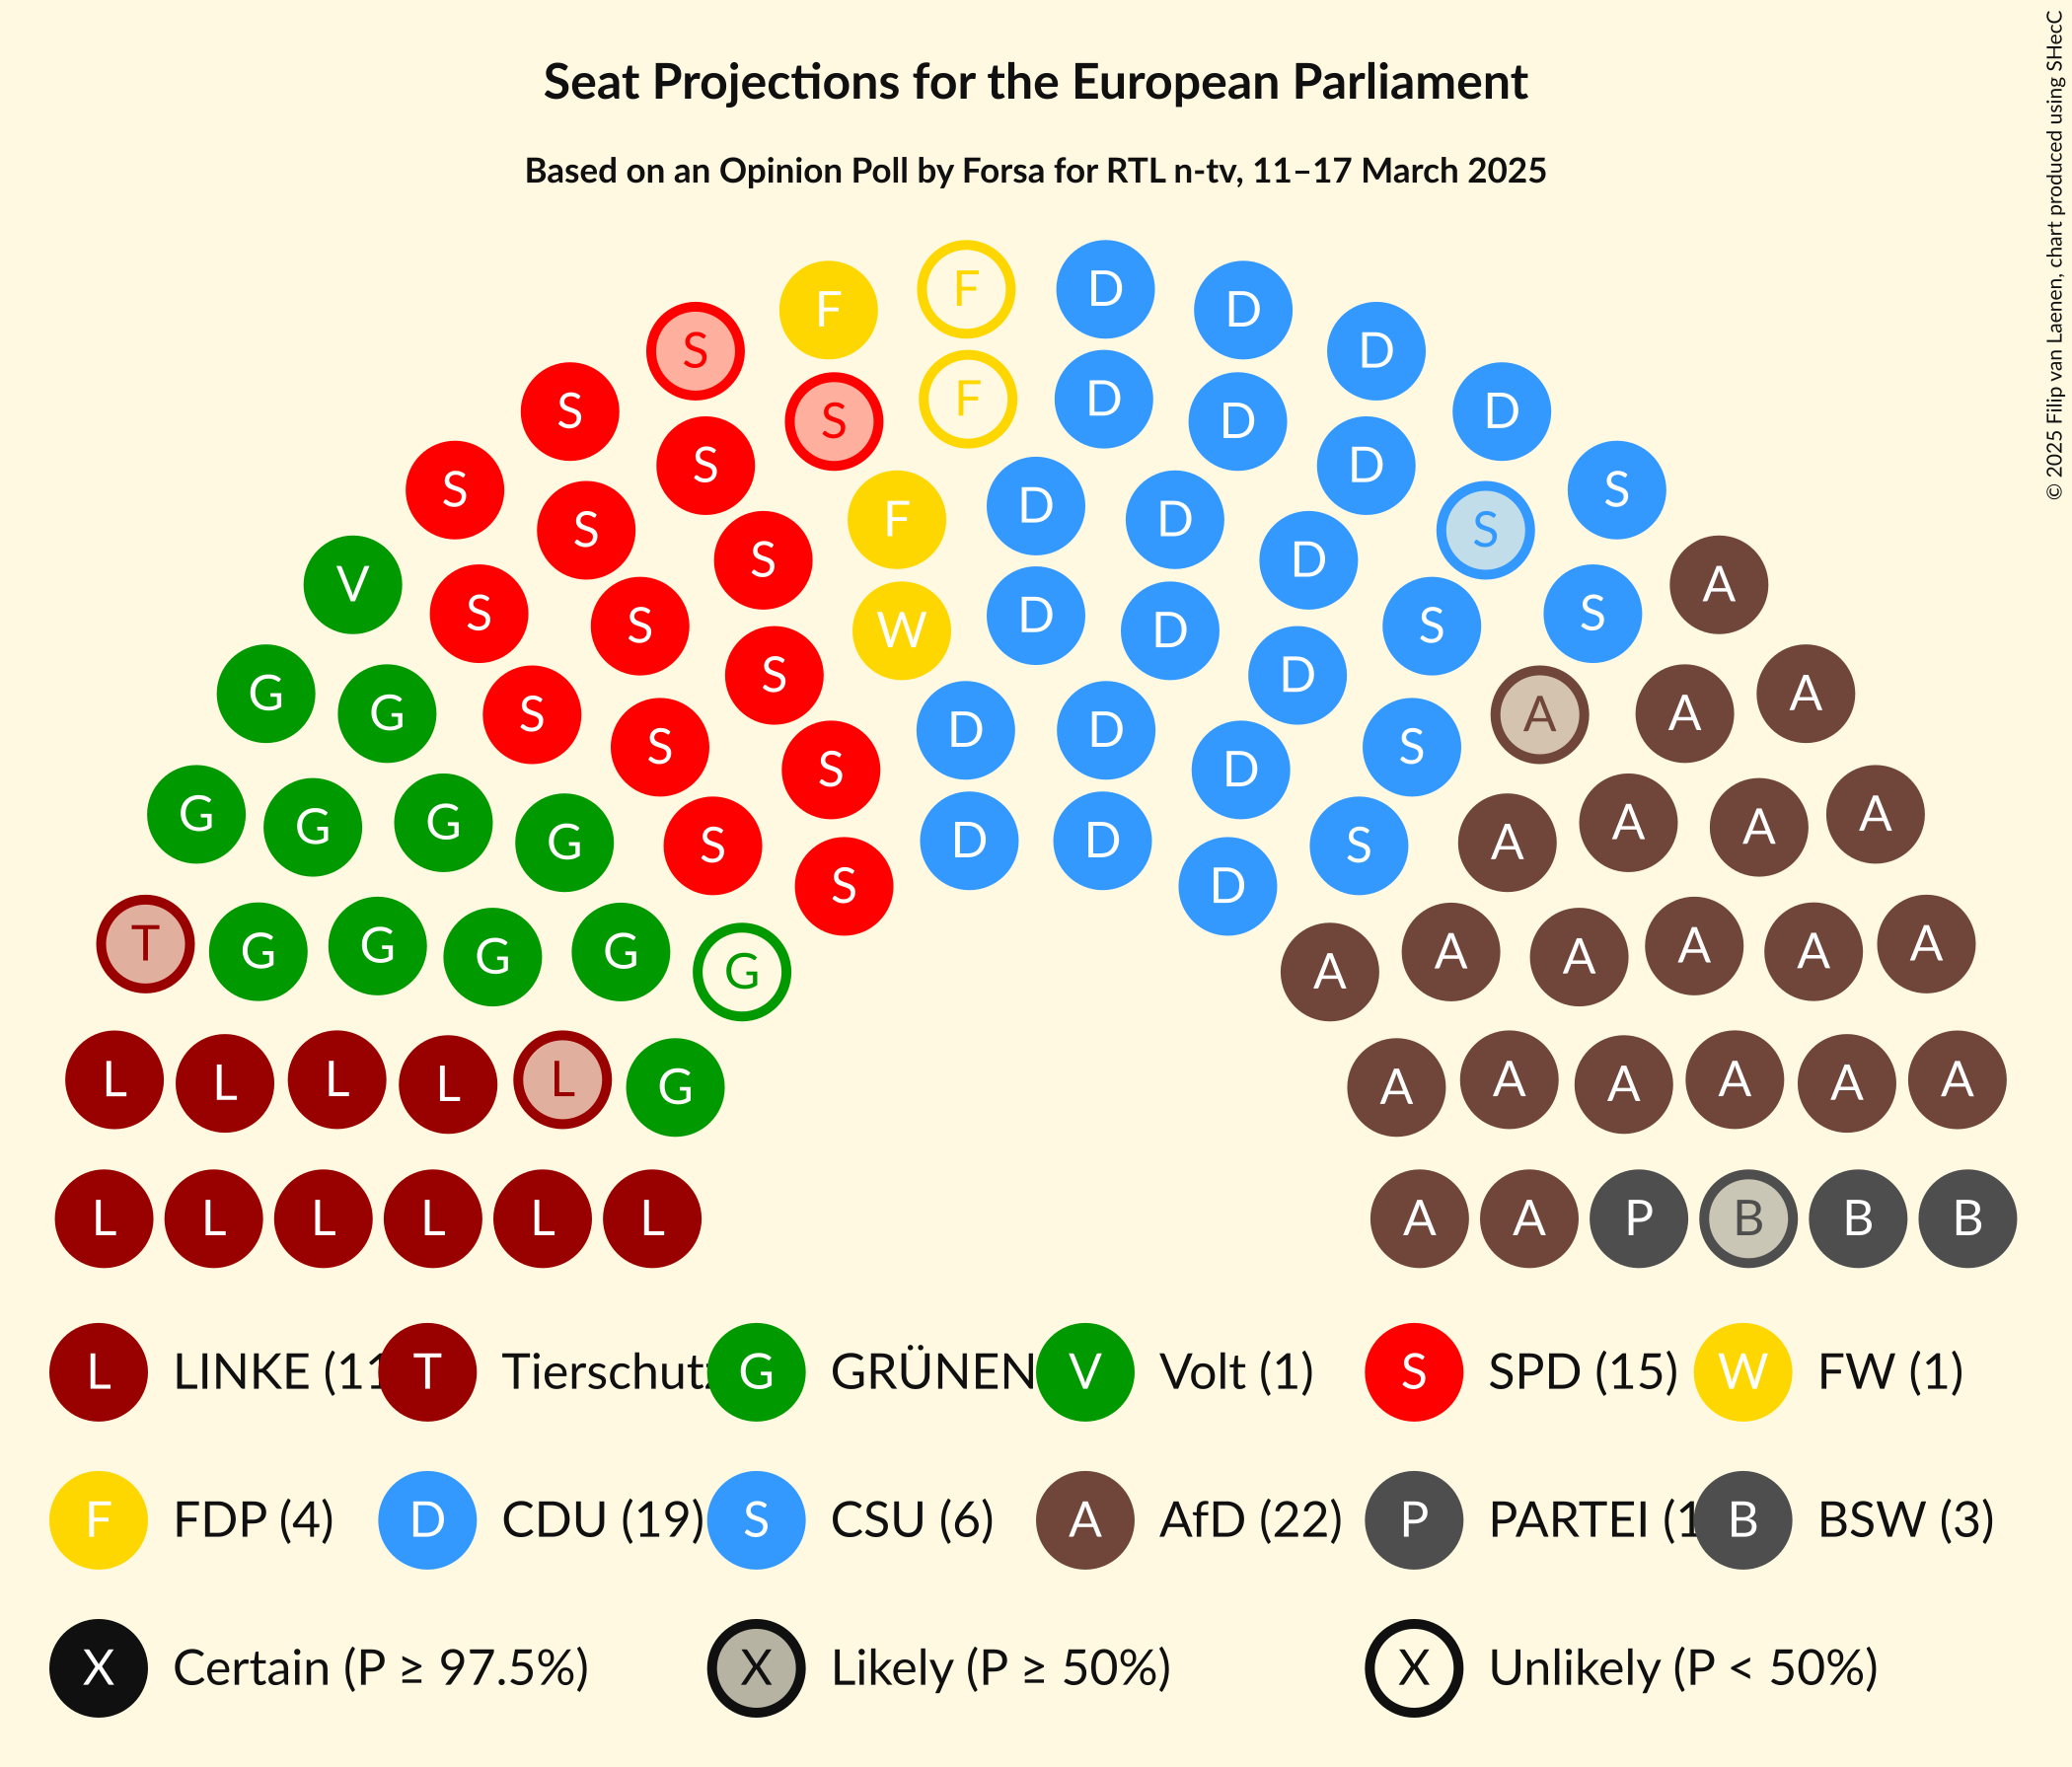 Seat Projections for the European Parliament
Based on an Opinion Poll by Forsa for RTL n-tv, 11–17 March 2025
© 2025 Filip van Laenen, chart produced using SHecC
F F D D
S F D D
S S F D D D
S S D D S
S S F D D D S S
V S S S W D D D S S A
G G S S S D D D S A A A
G G G G S S D D D S A A A A
T G G G G G S D A A A A A A
L L L L L G A A A A A A
L L L L L L A A P B B B
L LINKE (11 T Tierschutz G GRÜNEN V Volt (1) S SPD (15) W FW (1)
F FDP (4) D CDU (19) S CSU (6) A AfD (22) P PARTEI (1 B BSW (3)
X Certain (P ≥ 97.5%) X Likely (P ≥ 50%) X Unlikely (P < 50%)